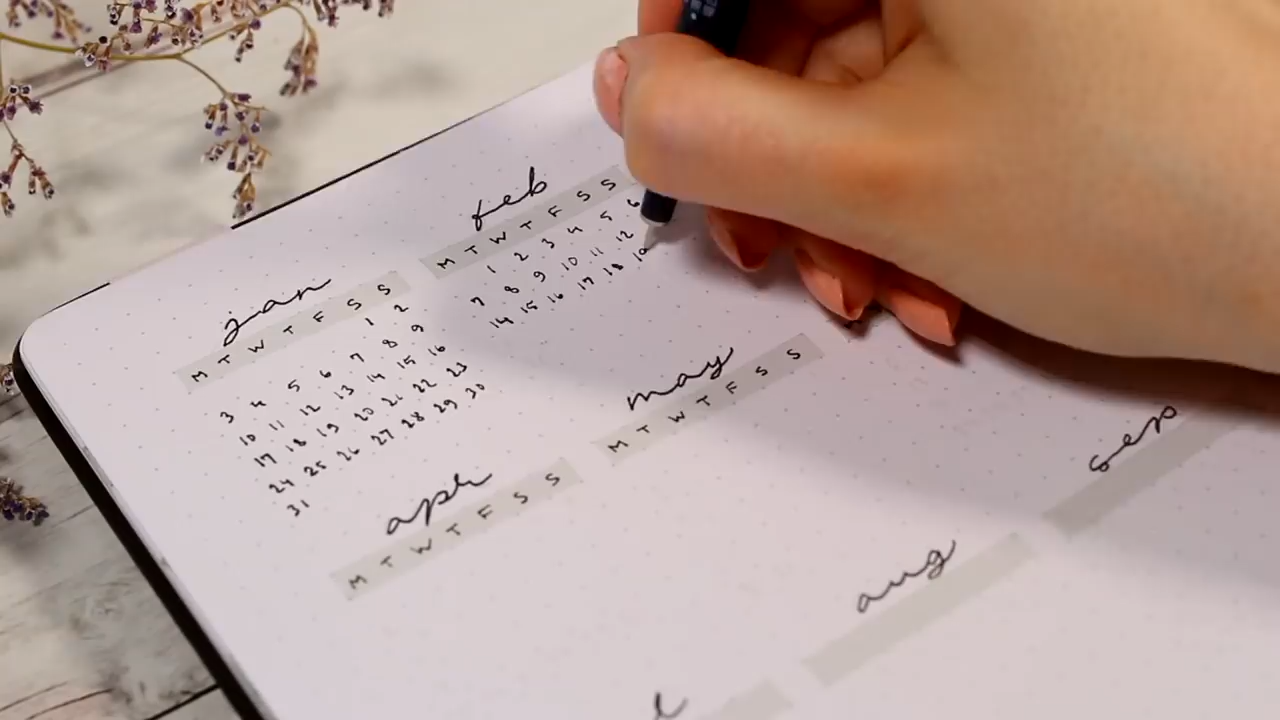 jan
M T W T F S S
1 2
3 4 5 6 7 8 9
10 11 12 13 14 15 16
17 18 19 20 21 22 23
24 25 26 27 28 29 30
31
feb
M T W T F S S
1 2 3 4 5 6
7 8 9 10 11 12
14 15 16 17 18 19
apr
M T W T F S S
may
M T W T F S S
aug
sep